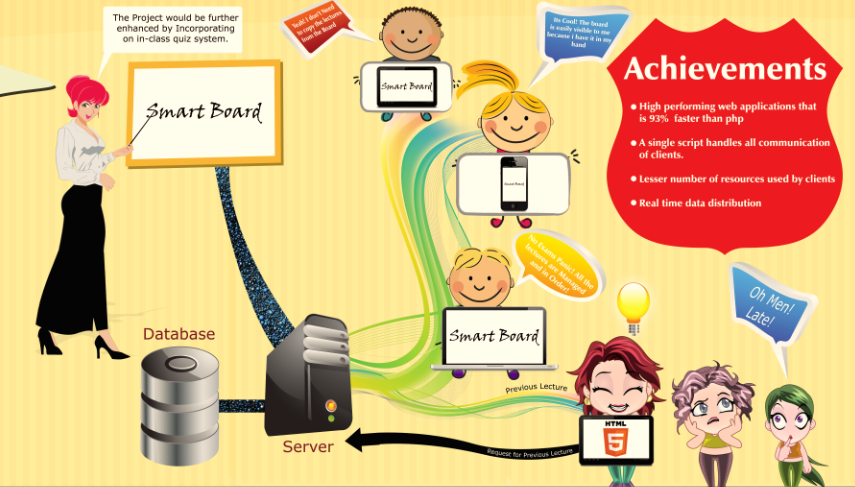 The Project would be further
enhanced by Incorporating
on in-class quiz system.
Smart Board
Yeah! I don't Need
to copy the lectures
from the Board
Smart Board
Its Cool! The board
is easily visible to me
because i have it in my
hand
Smart Board
Achievements
• High performing web applications that
is 93% faster than php
• A single script handles all communication
of clients.
• Lesser number of resources used by clients
• Real time data distribution
No Exams Panic! All the
lectures are Managed
and in Order!
Smart Board
Oh Men!
Late!
Database
Server
Previous Lecture
HTML
5
Request for Previous Lecture